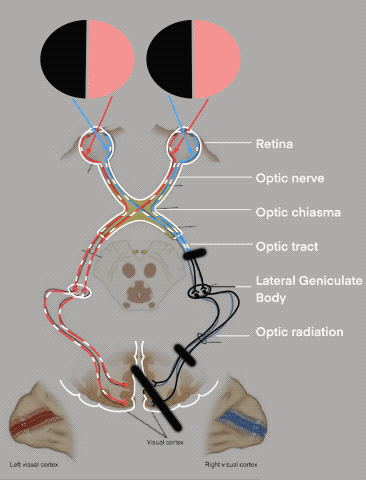 Retina
Optic nerve
Optic chiasma
Optic tract
Lateral Geniculate
Body
Optic radiation
Visual cortex
Left visual cortex
Right visual cortex